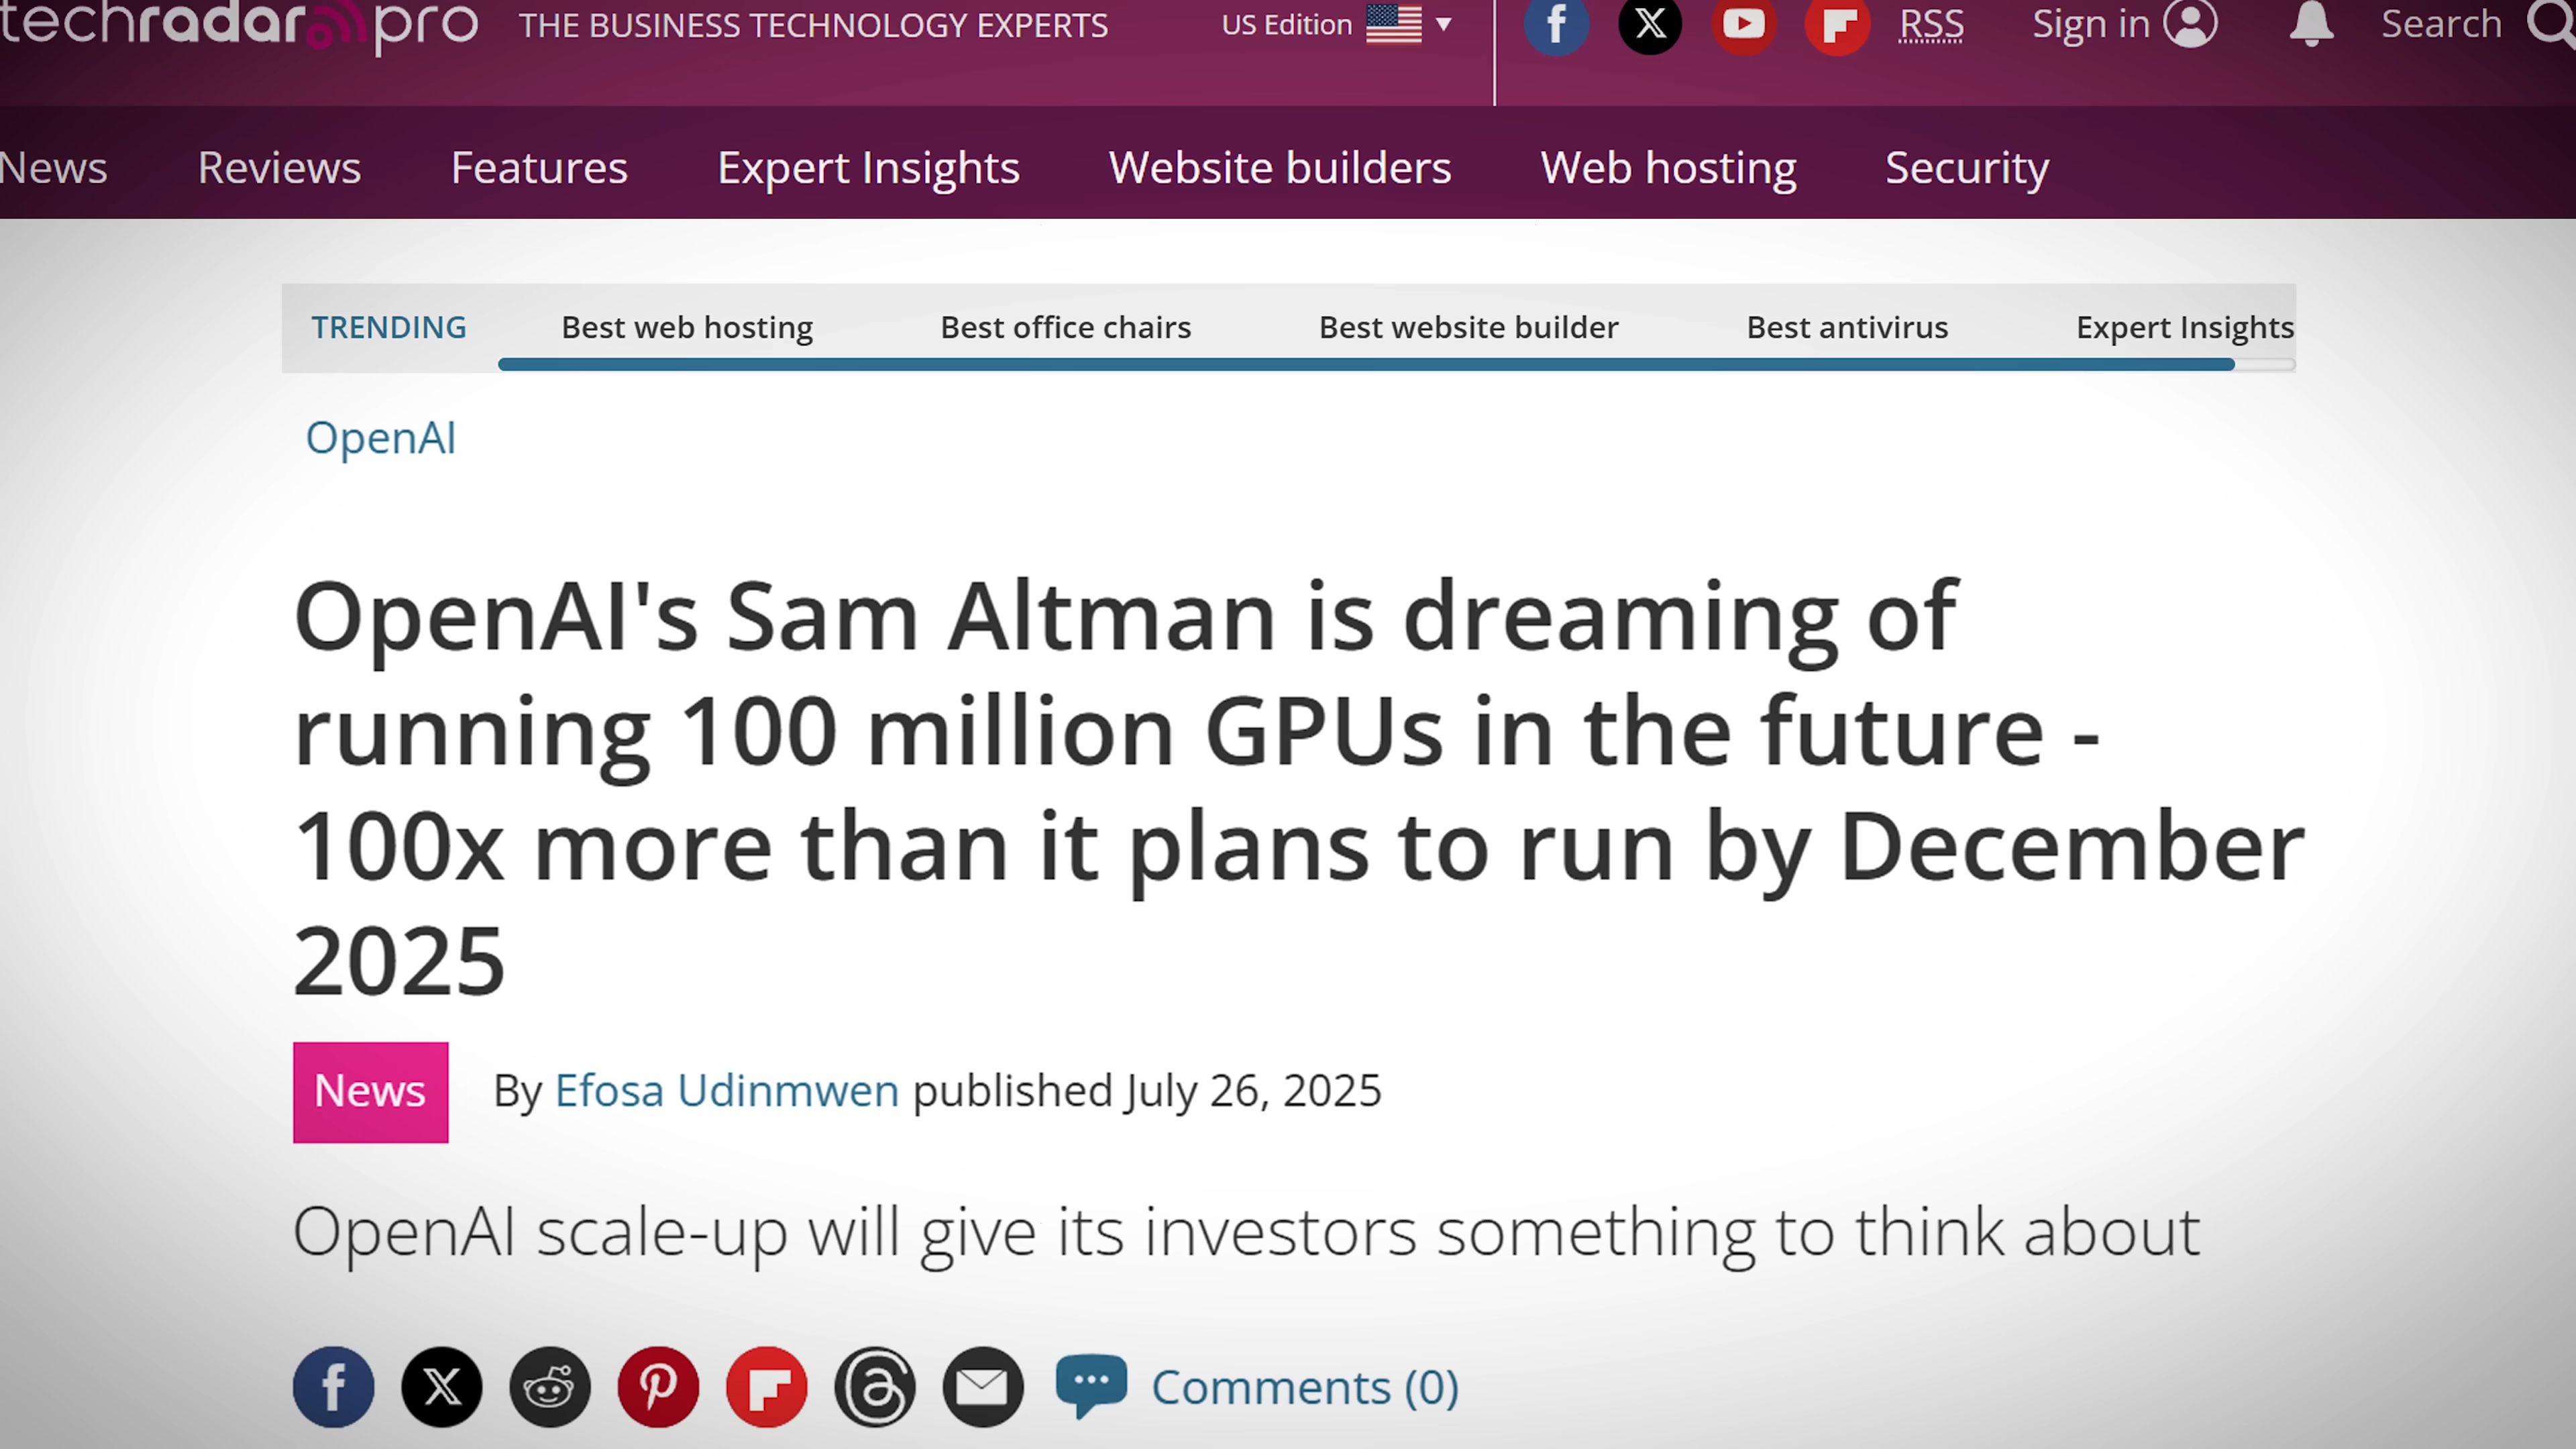 techradar pro THE BUSINESS TECHNOLOGY EXPERTS US Edition RSS Sign in Search
News Reviews Features Expert Insights Website builders Web hosting Security
TRENDING Best web hosting Best office chairs Best website builder Best antivirus Expert Insights
OpenAI
OpenAI's Sam Altman is dreaming of
running 100 million GPUs in the future -
100x more than it plans to run by December
2025
News By Efosa Udinmwen published July 26, 2025
OpenAI scale-up will give its investors something to think about
Comments (0)